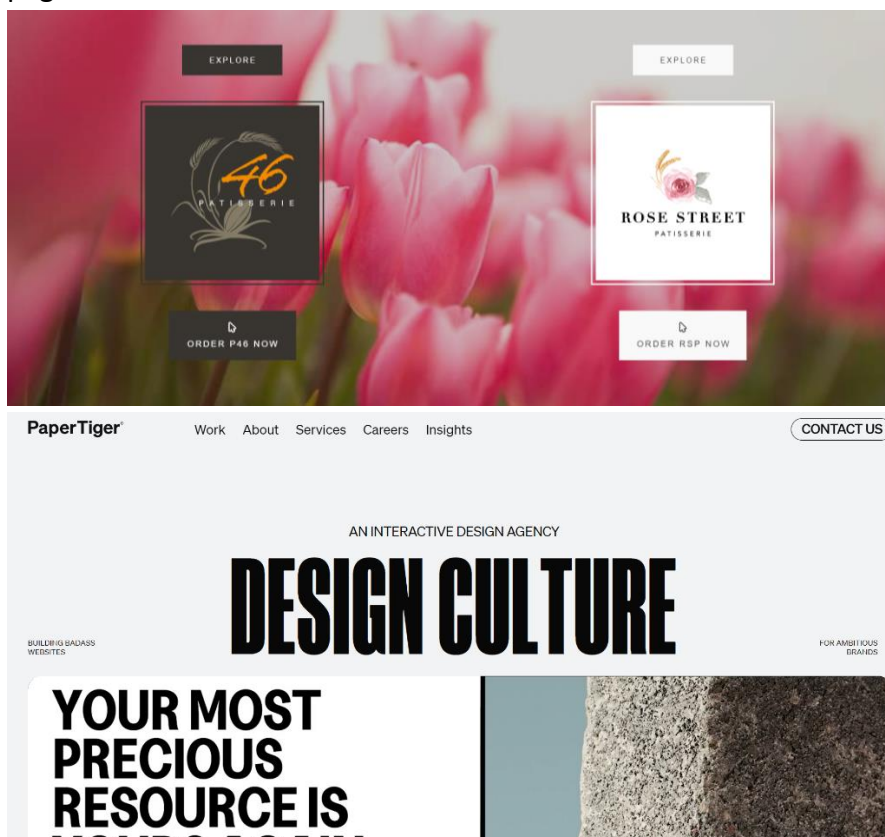 EXPLORE
EXPLORE
46
PATISSERIE
ROSE STREET
PATISSERIE
ORDER P46 NOW
ORDER RSP NOW
PaperTiger
Work About Services Careers Insights
CONTACT US
AN INTERACTIVE DESIGN AGENCY
DESIGN CULTURE
BUILDING BADASS
WEBSITES
FOR AMBITIOUS
BRANDS
YOUR MOST
PRECIOUS
RESOURCE IS